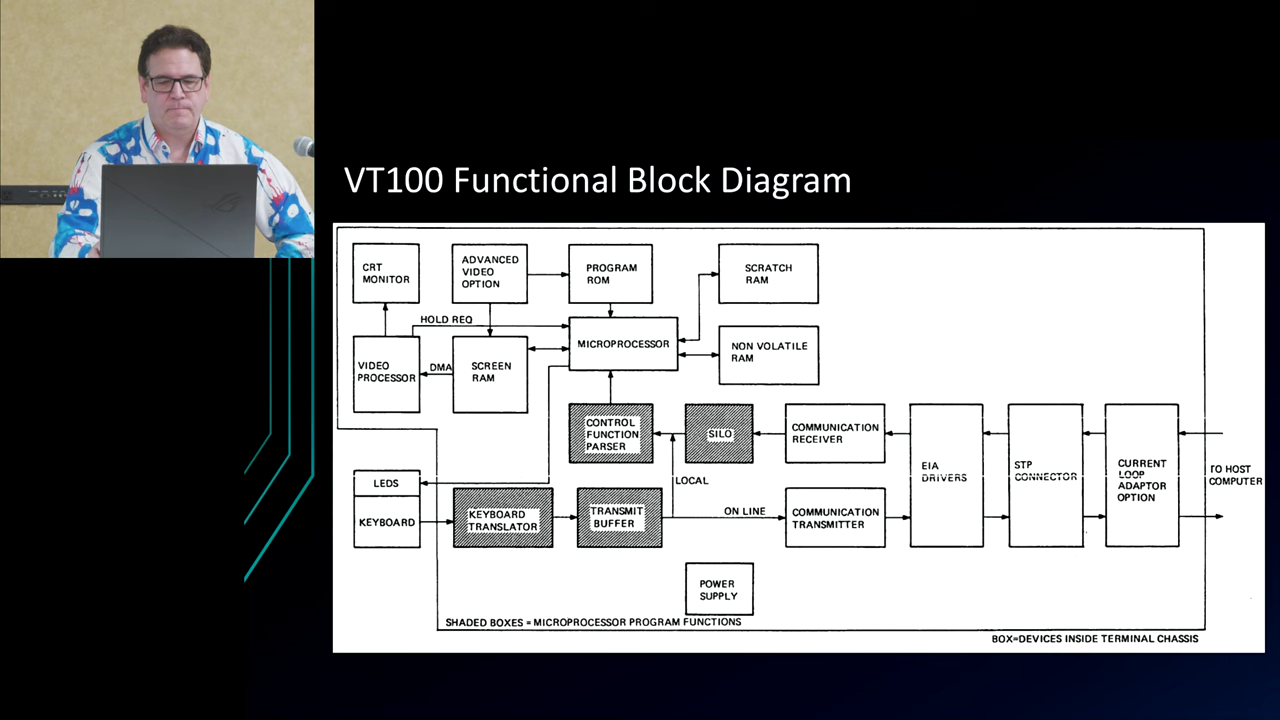 VT100 Functional Block Diagram
CRT
MONITOR
ADVANCED
VIDEO
OPTION
PROGRAM
ROM
SCRATCH
RAM
HOLD REQ
MICROPROCESSOR
NON VOLATILE
RAM
VIDEO
PROCESSOR
DMA
SCREEN
RAM
CONTROL
FUNCTION
PARSER
SILO
COMMUNICATION
RECEIVER
EIA
DRIVERS
STP
CONNECTOR
CURRENT
LOOP
ADAPTOR
OPTION
TO HOST
COMPUTER
LEDS
KEYBOARD
LOCAL
KEYBOARD
TRANSLATOR
TRANSMIT
BUFFER
ON LINE
COMMUNICATION
TRANSMITTER
POWER
SUPPLY
SHADED BOXES = MICROPROCESSOR PROGRAM FUNCTIONS
BOX=DEVICES INSIDE TERMINAL CHASSIS